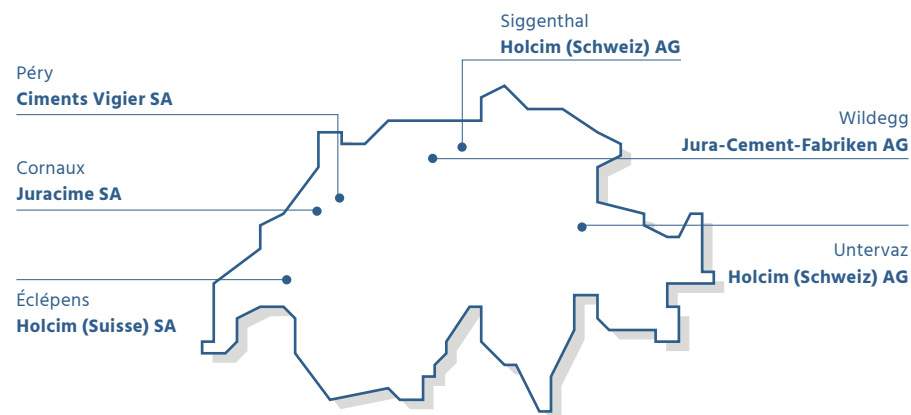 Siggenthal
Holcim (Schweiz) AG
Péry
Ciments Vigier SA
Wildegg
Jura-Cement-Fabriken AG
Cornaux
Juracime SA
Untervaz
Holcim (Schweiz) AG
Éclépens
Holcim (Suisse) SA